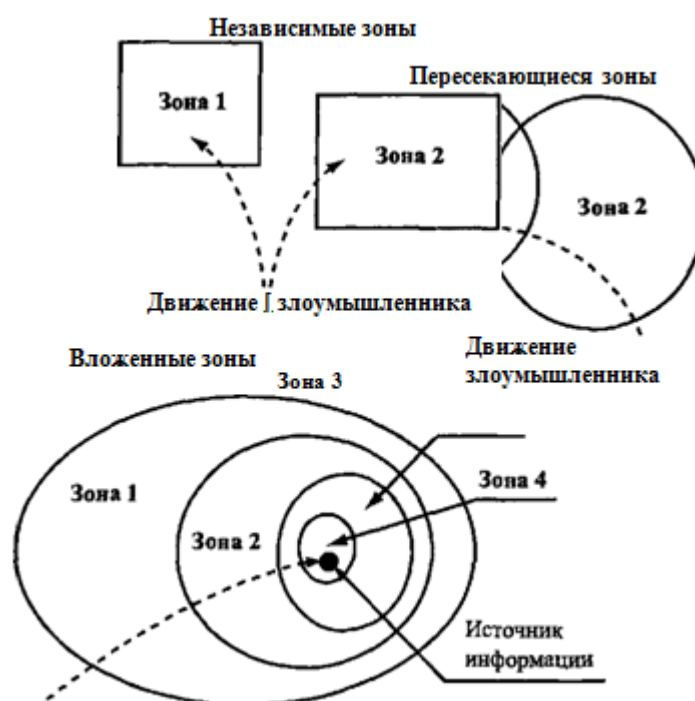 Независимые зоны
Пересекающиеся зоны
Зона 1
Зона 2
Зона 2
Движение злоумышленника
Движение
злоумышленника
Вложенные зоны
Зона 3
Зона 1
Зона 4
Зона 2
Источник
информации